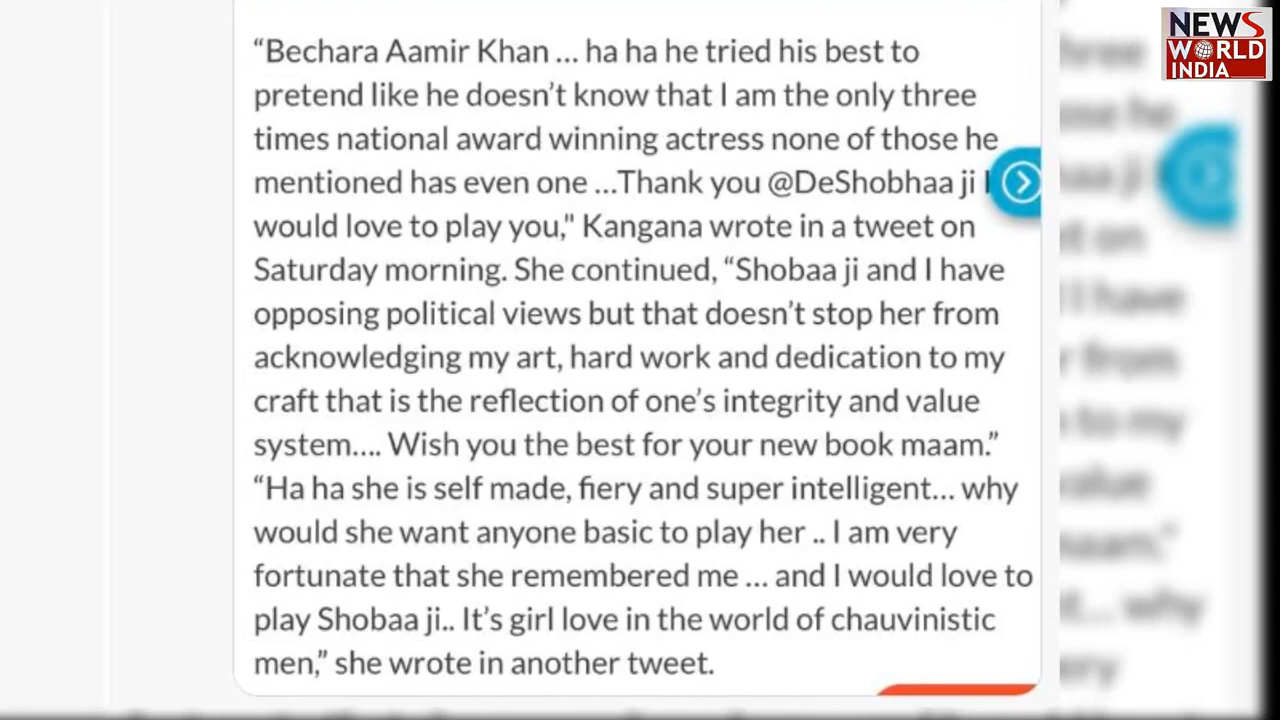 NEWS
WORLD
INDIA
“Bechara Aamir Khan ... ha ha he tried his best to
pretend like he doesn’t know that I am the only three
times national award winning actress none of those he
mentioned has even one ...Thank you @DeShobhaa ji I
would love to play you," Kangana wrote in a tweet on
Saturday morning. She continued, “Shobaa ji and I have
opposing political views but that doesn’t stop her from
acknowledging my art, hard work and dedication to my
craft that is the reflection of one’s integrity and value
system.... Wish you the best for your new book maam.”
“Ha ha she is self made, fiery and super intelligent... why
would she want anyone basic to play her .. I am very
fortunate that she remembered me ... and I would love to
play Shobaa ji.. It’s girl love in the world of chauvinistic
men,” she wrote in another tweet.